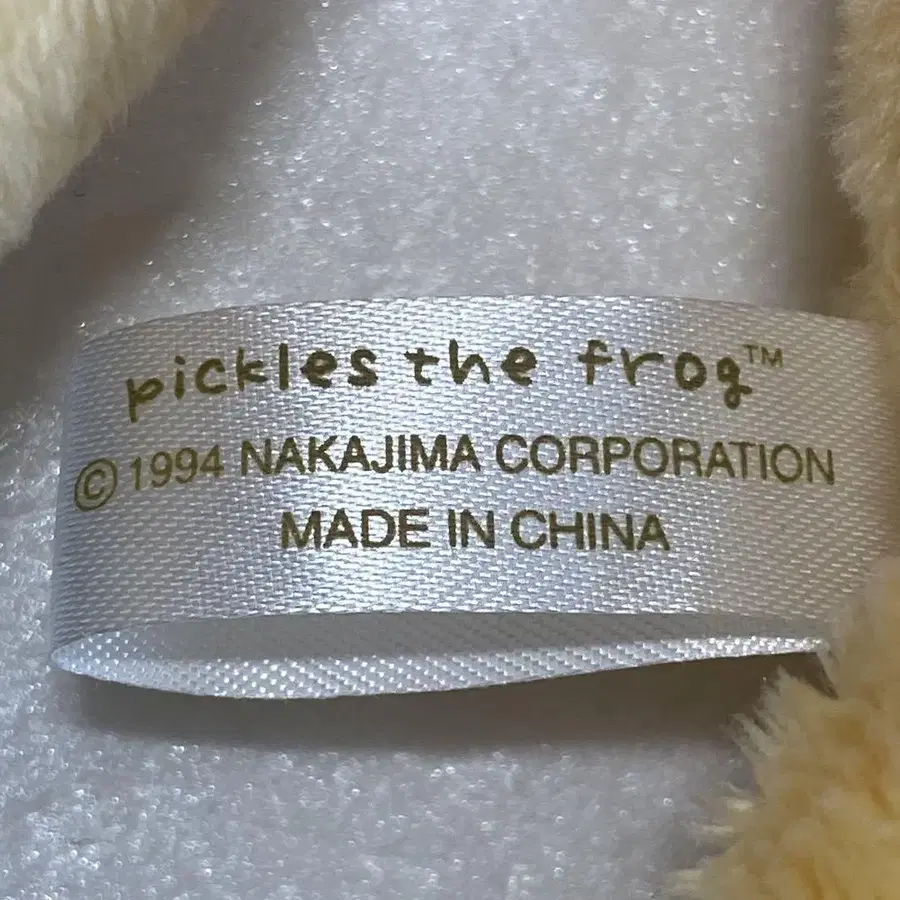 pickles the frog™
© 1994 NAKAJIMA CORPORATION
MADE IN CHINA